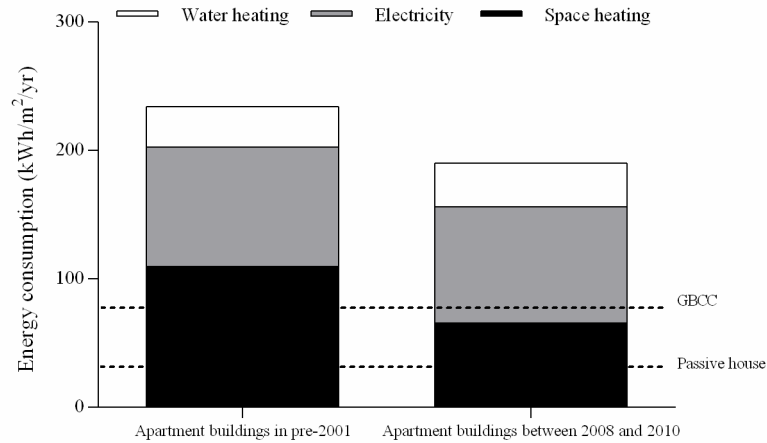 300
Water heating
Electricity
Space heating
200
100
0
Energy consumption (kWh/m²/yr)
GBCC
Passive house
Apartment buildings in pre-2001
Apartment buildings between 2008 and 2010